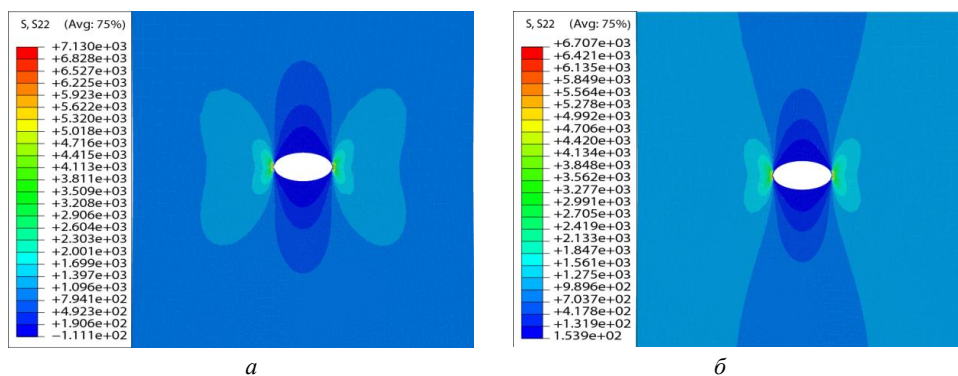 S, S22 (Avg: 75%)
+7.130e+03
+6.828e+03
+6.527e+03
+6.225e+03
+5.923e+03
+5.622e+03
+5.320e+03
+5.018e+03
+4.716e+03
+4.415e+03
+4.113e+03
+3.811e+03
+3.509e+03
+3.208e+03
+2.906e+03
+2.604e+03
+2.303e+03
+2.001e+03
+1.699e+03
+1.397e+03
+1.096e+03
+7.941e+02
+4.923e+02
+1.906e+02
−1.111e+02
а
S, S22 (Avg: 75%)
+6.707e+03
+6.421e+03
+6.135e+03
+5.849e+03
+5.564e+03
+5.278e+03
+4.992e+03
+4.706e+03
+4.420e+03
+4.134e+03
+3.848e+03
+3.562e+03
+3.277e+03
+2.991e+03
+2.705e+03
+2.419e+03
+2.133e+03
+1.847e+03
+1.561e+03
+1.275e+03
+9.896e+02
+7.037e+02
+4.178e+02
+1.319e+02
1.539e+02
б